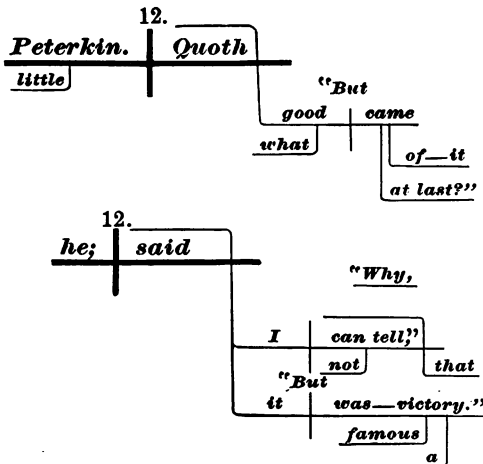 12.
Peterkin. Quoth
little
"But
good came
what
of—it
at last?"
12.
he; said
"Why,
I can tell,"
not that
"But
it was—victory."
famous
a